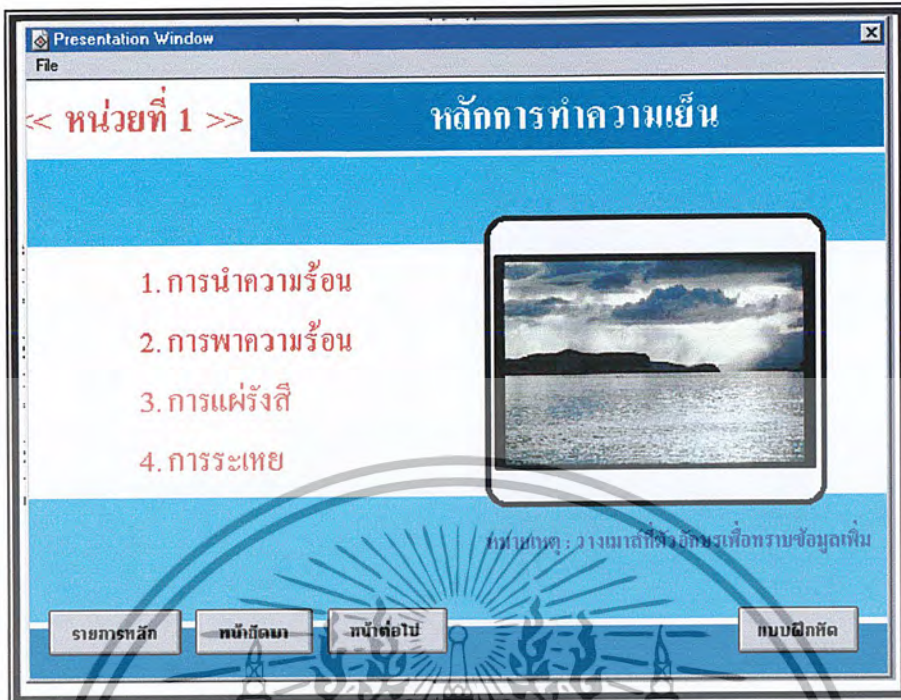 Presentation Window
File
<< หน่วยที่ 1 >>
หลักการทำความเย็น
1. การนำความร้อน
2. การพาความร้อน
3. การแผ่รังสี
4. การระเหย
หมายเหตุ : วางเมาส์ที่ตัวอักษรเพื่อทราบข้อมูลเพิ่ม
รายการหลัก
หน้าถัดมา
หน้าต่อไป
แบบฝึกหัด